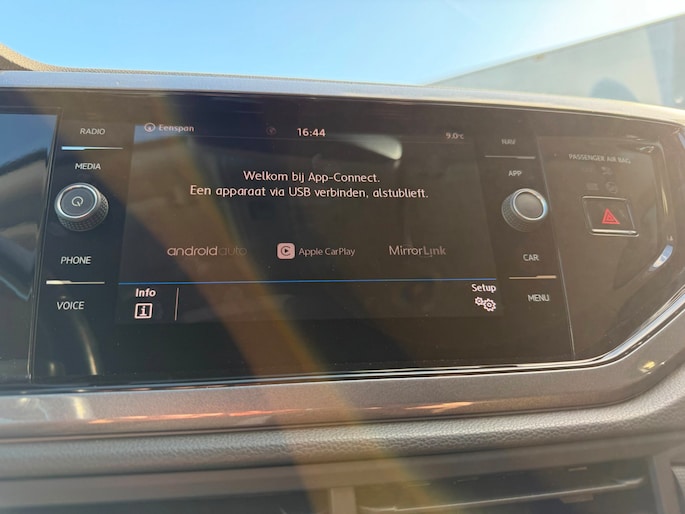 RADIO
Eenspan
16:44
9.0°C
NAV
MEDIA
APP
PASSENGER AIR BAG
Welkom bij App-Connect.
Een apparaat via USB verbinden, alstublieft.
androidauto
Apple CarPlay
MirrorLink
PHONE
CAR
Info
Setup
VOICE
MENU